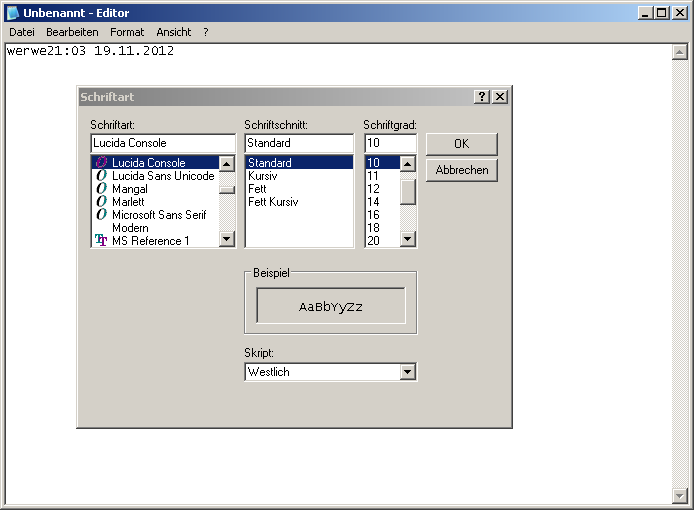 Unbenannt - Editor
Datei Bearbeiten Format Ansicht ?
werwe21:03 19.11.2012
Schriftart
Schriftart: Schriftschnitt: Schriftgrad:
Lucida Console Standard 10 OK
Lucida Console Standard 10 Abbrechen
Lucida Sans Unicode Kursiv 11
Mangal Fett 12
Marlett Fett Kursiv 14
Microsoft Sans Serif 16
Modern 18
MS Reference 1 20
Beispiel
AaBbYyZz
Skript:
Westlich